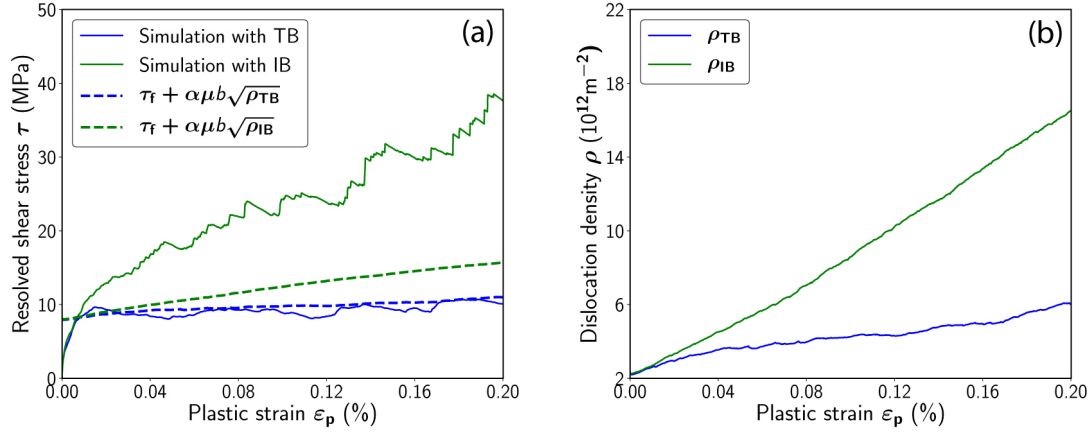 (a)
Resolved shear stress τ (MPa)
50
40
30
20
10
0
Simulation with TB
Simulation with IB
τf + αμb√ρTB
τf + αμb√ρIB
0.00 0.04 0.08 0.12 0.16 0.20
Plastic strain εp (%)
(b)
Dislocation density ρ (10¹²m⁻²)
22
18
14
10
6
2
ρTB
ρIB
0.00 0.04 0.08 0.12 0.16 0.20
Plastic strain εp (%)